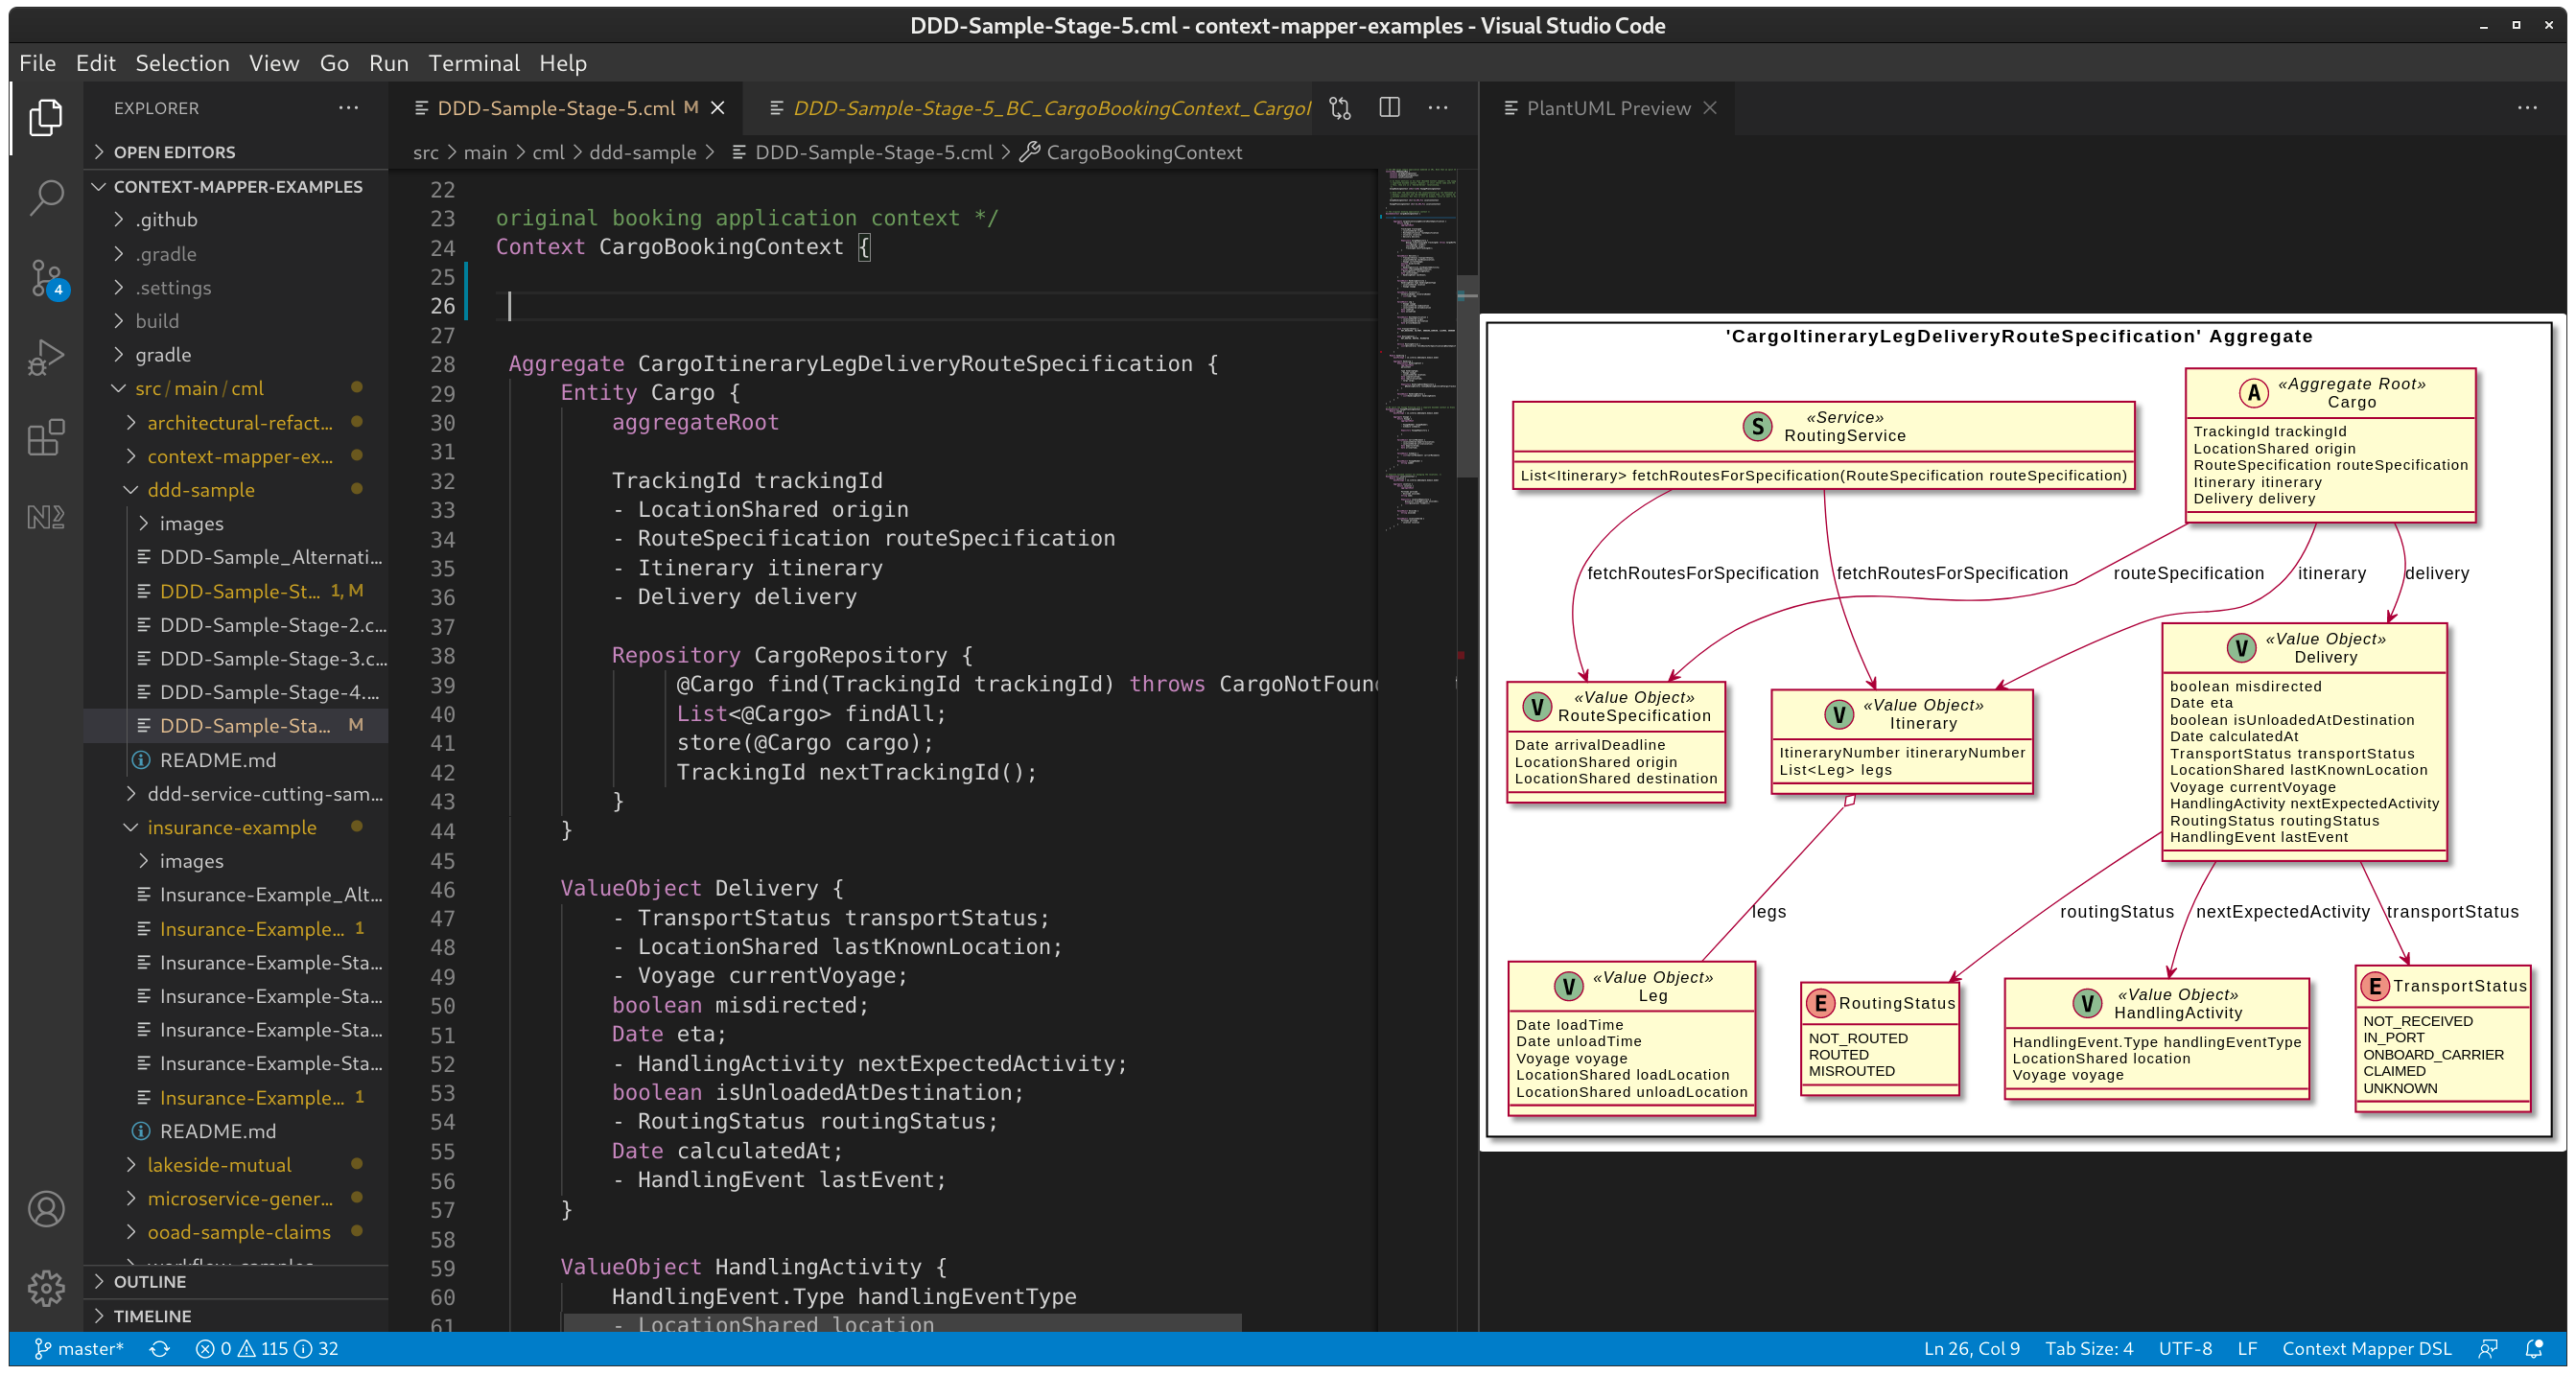 DDD-Sample-Stage-5.cml - context-mapper-examples - Visual Studio Code
File Edit Selection View Go Run Terminal Help
EXPLORER
OPEN EDITORS
CONTEXT-MAPPER-EXAMPLES
.github
.gradle
.settings
build
gradle
src / main / cml
architectural-refact...
context-mapper-ex...
ddd-sample
images
DDD-Sample_Alternati...
DDD-Sample-St... 1, M
DDD-Sample-Stage-2.c...
DDD-Sample-Stage-3.c...
DDD-Sample-Stage-4....
DDD-Sample-Sta... M
README.md
ddd-service-cutting-sam...
insurance-example
images
Insurance-Example_Alt...
Insurance-Example... 1
Insurance-Example-Sta...
Insurance-Example-Sta...
Insurance-Example-Sta...
Insurance-Example-Sta...
Insurance-Example... 1
README.md
lakeside-mutual
microservice-gener...
ooad-sample-claims
OUTLINE
TIMELINE
4
DDD-Sample-Stage-5.cml M
DDD-Sample-Stage-5_BC_CargoBookingContext_CargoI
src > main > cml > ddd-sample > DDD-Sample-Stage-5.cml > CargoBookingContext
22
23 original booking application context */
24 Context CargoBookingContext {
25
26
27
28 Aggregate CargoItineraryLegDeliveryRouteSpecification {
29 Entity Cargo {
30 aggregateRoot
31
32 TrackingId trackingId
33 - LocationShared origin
34 - RouteSpecification routeSpecification
35 - Itinerary itinerary
36 - Delivery delivery
37
38 Repository CargoRepository {
39 @Cargo find(TrackingId trackingId) throws CargoNotFound
40 List<@Cargo> findAll;
41 store(@Cargo cargo);
42 TrackingId nextTrackingId();
43 }
44 }
45
46 ValueObject Delivery {
47 - TransportStatus transportStatus;
48 - LocationShared lastKnownLocation;
49 - Voyage currentVoyage;
50 boolean misdirected;
51 Date eta;
52 - HandlingActivity nextExpectedActivity;
53 boolean isUnloadedAtDestination;
54 - RoutingStatus routingStatus;
55 Date calculatedAt;
56 - HandlingEvent lastEvent;
57 }
58
59 ValueObject HandlingActivity {
60 HandlingEvent.Type handlingEventType
61 - LocationShared location
PlantUML Preview
'CargoItineraryLegDeliveryRouteSpecification' Aggregate
S «Service»
RoutingService
List<Itinerary> fetchRoutesForSpecification(RouteSpecification routeSpecification)
A «Aggregate Root»
Cargo
TrackingId trackingId
LocationShared origin
RouteSpecification routeSpecification
Itinerary itinerary
Delivery delivery
fetchRoutesForSpecification fetchRoutesForSpecification routeSpecification itinerary delivery
V «Value Object»
RouteSpecification
Date arrivalDeadline
LocationShared origin
LocationShared destination
V «Value Object»
Itinerary
ItineraryNumber itineraryNumber
List<Leg> legs
V «Value Object»
Delivery
boolean misdirected
Date eta
boolean isUnloadedAtDestination
Date calculatedAt
TransportStatus transportStatus
LocationShared lastKnownLocation
Voyage currentVoyage
HandlingActivity nextExpectedActivity
RoutingStatus routingStatus
HandlingEvent lastEvent
legs routingStatus nextExpectedActivity transportStatus
V «Value Object»
Leg
Date loadTime
Date unloadTime
Voyage voyage
LocationShared loadLocation
LocationShared unloadLocation
E RoutingStatus
NOT_ROUTED
ROUTED
MISROUTED
V «Value Object»
HandlingActivity
HandlingEvent.Type handlingEventType
LocationShared location
Voyage voyage
E TransportStatus
NOT_RECEIVED
IN_PORT
ONBOARD_CARRIER
CLAIMED
UNKNOWN
master* 0 115 32 Ln 26, Col 9 Tab Size: 4 UTF-8 LF Context Mapper DSL